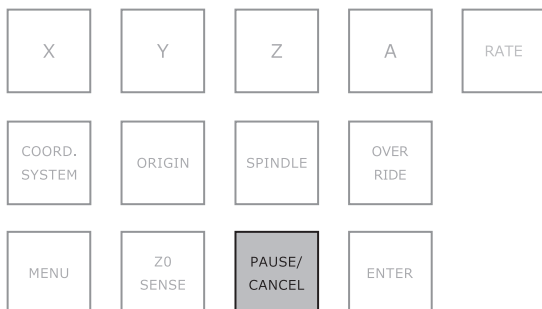 X
Y
Z
A
RATE
COORD.
SYSTEM
ORIGIN
SPINDLE
OVER
RIDE
MENU
Z0
SENSE
PAUSE/
CANCEL
ENTER